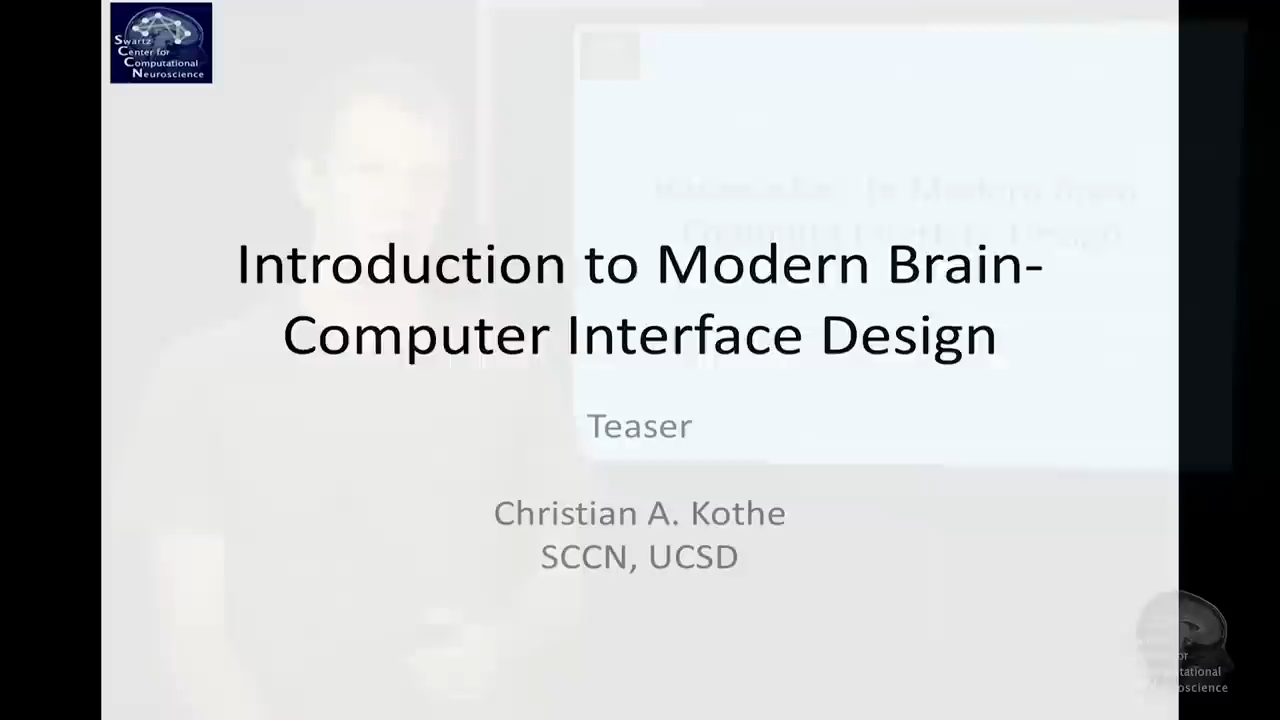 Swartz
Center for
Computational
Neuroscience
Introduction to Modern Brain-
Computer Interface Design
Teaser
Christian A. Kothe
SCCN, UCSD